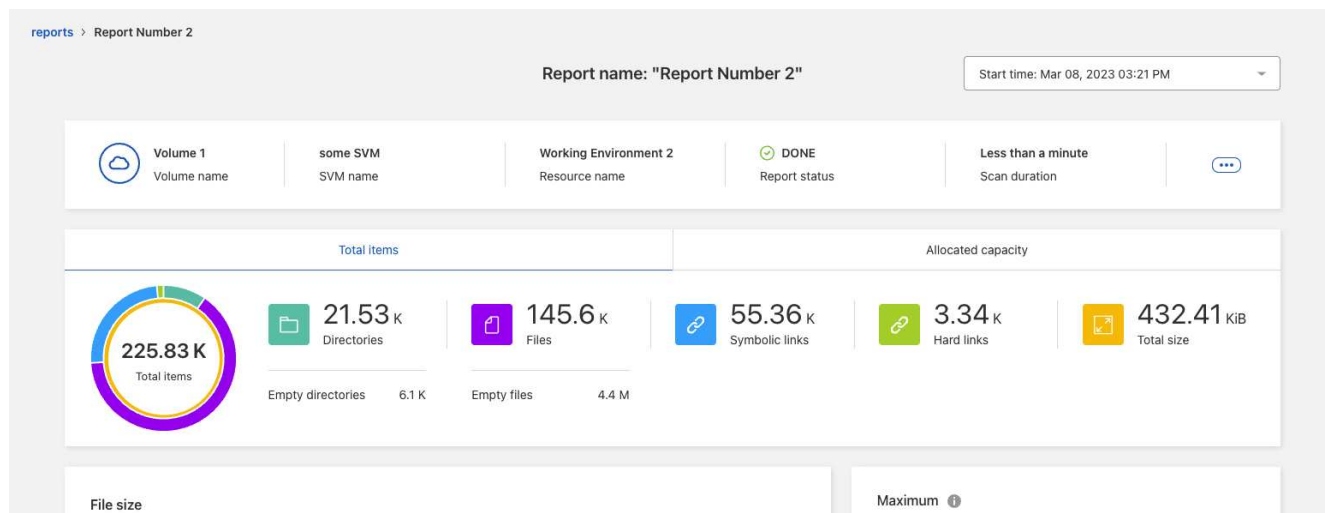 reports > Report Number 2
Report name: "Report Number 2"
Start time: Mar 08, 2023 03:21 PM
Volume 1
Volume name
some SVM
SVM name
Working Environment 2
Resource name
DONE
Report status
Less than a minute
Scan duration
Total items
Allocated capacity
225.83 K
Total items
21.53 K
Directories
Empty directories 6.1 K
145.6 K
Files
Empty files 4.4 M
55.36 K
Symbolic links
3.34 K
Hard links
432.41 KiB
Total size
File size
Maximum